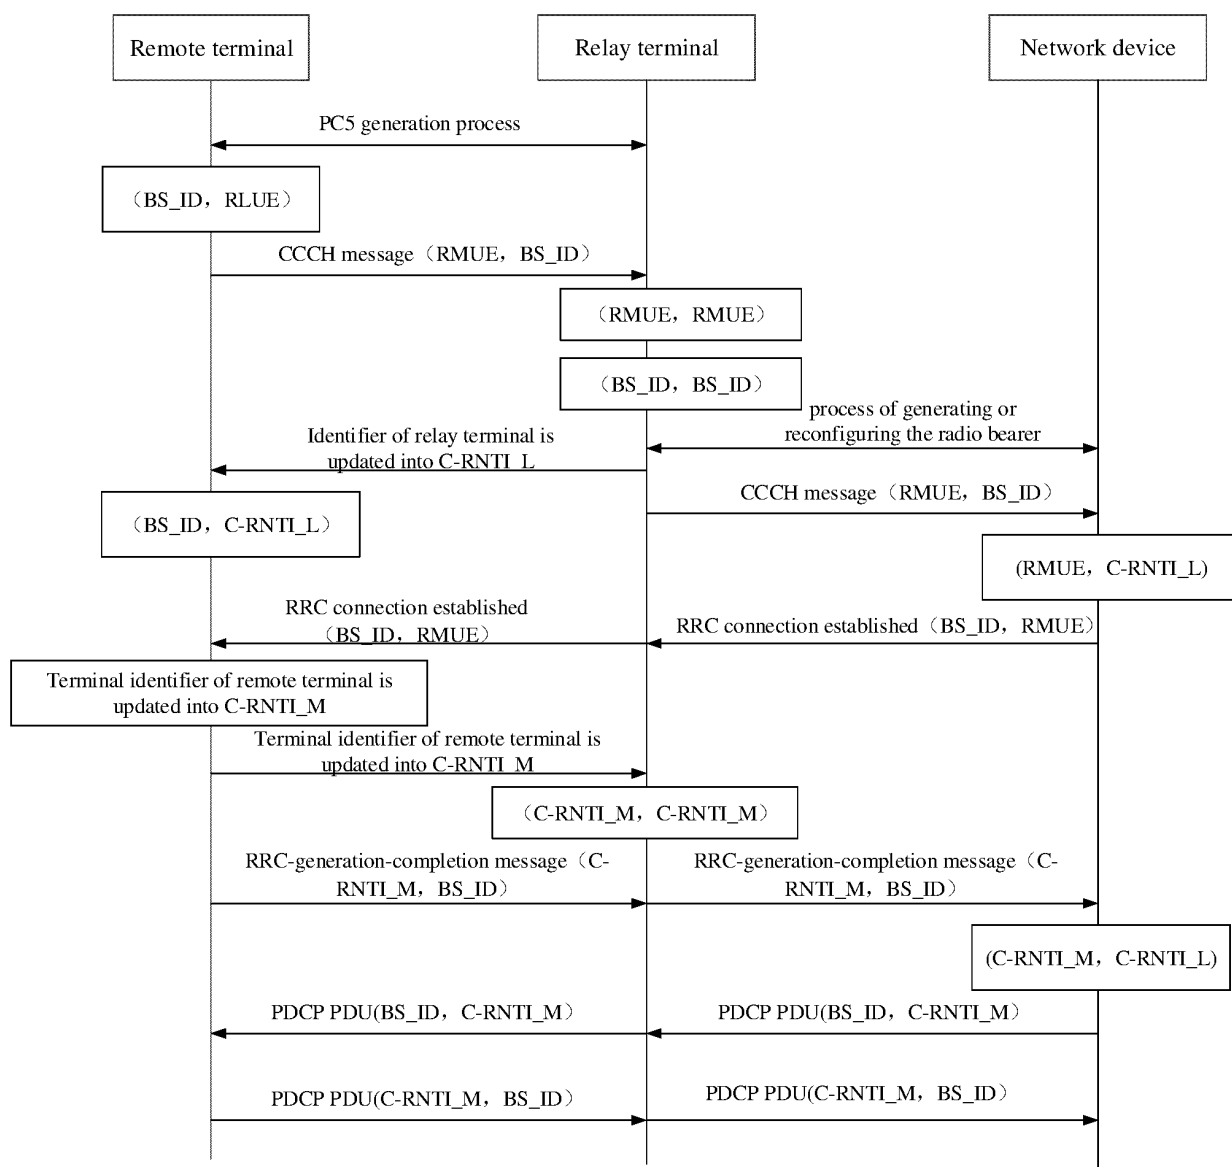 Remote terminal
Relay terminal
Network device
PC5 generation process
（BS_ID，RLUE）
CCCH message（RMUE，BS_ID）
（RMUE，RMUE）
（BS_ID，BS_ID）
process of generating or
reconfiguring the radio bearer
Identifier of relay terminal is
updated into C-RNTI_L
CCCH message（RMUE，BS_ID）
（BS_ID，C-RNTI_L）
(RMUE，C-RNTI_L)
RRC connection established
（BS_ID，RMUE）
RRC connection established（BS_ID，RMUE）
Terminal identifier of remote terminal is
updated into C-RNTI_M
Terminal identifier of remote terminal is
updated into C-RNTI_M
（C-RNTI_M，C-RNTI_M）
RRC-generation-completion message（C-
RNTI_M，BS_ID）
RRC-generation-completion message（C-
RNTI_M，BS_ID）
(C-RNTI_M，C-RNTI_L)
PDCP PDU(BS_ID，C-RNTI_M）
PDCP PDU(BS_ID，C-RNTI_M）
PDCP PDU(C-RNTI_M，BS_ID）
PDCP PDU(C-RNTI_M，BS_ID）